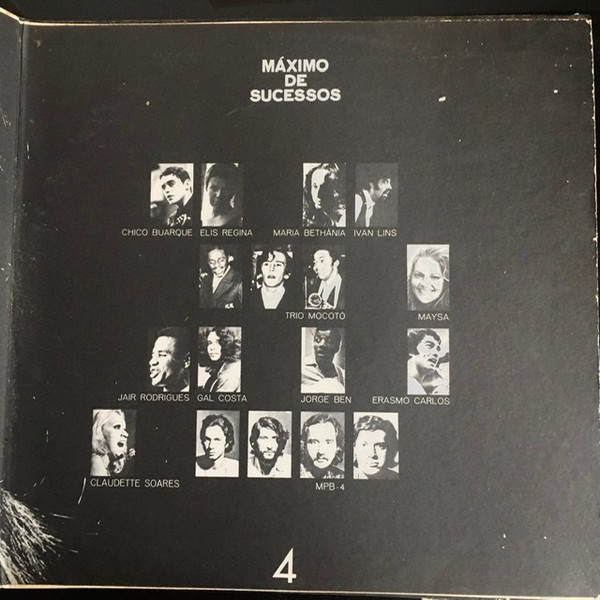 MÁXIMO
DE
SUCESSOS
CHICO BUARQUE ELIS REGINA MARIA BETHÂNIA IVAN LINS
TRIO MOCOTÓ MAYSA
JAIR RODRIGUES GAL COSTA JORGE BEN ERASMO CARLOS
CLAUDETTE SOARES MPB-4
4